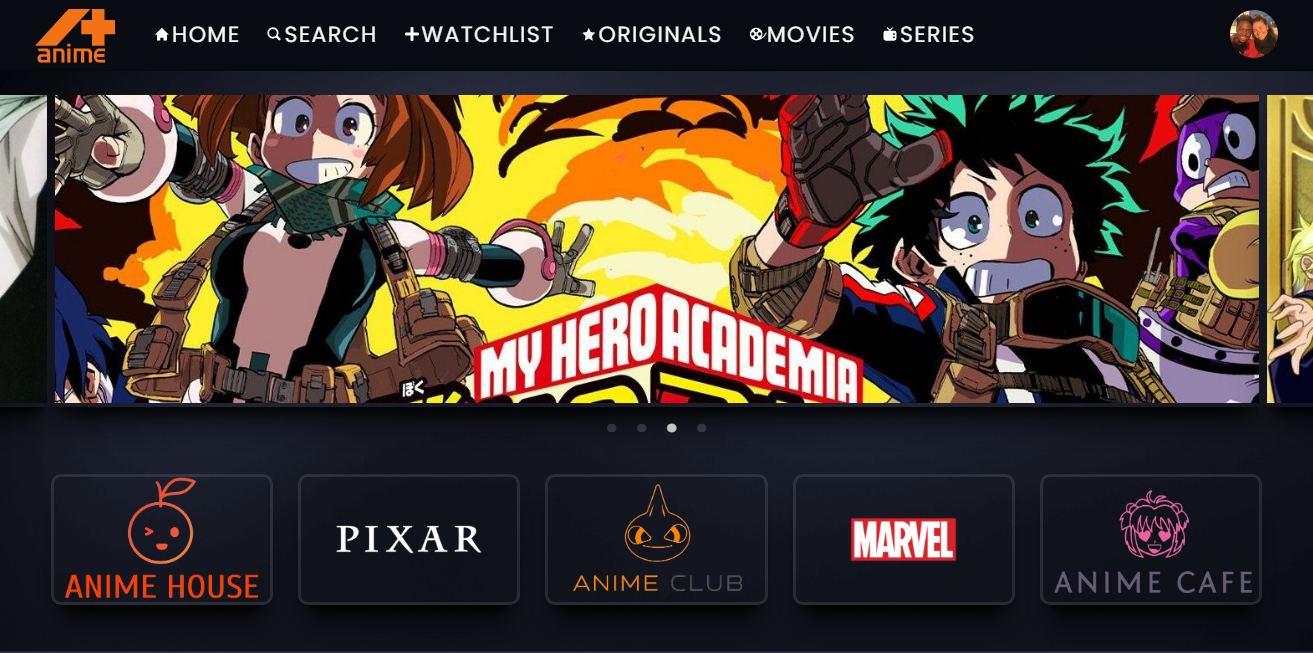 anime
HOME
SEARCH
WATCHLIST
ORIGINALS
MOVIES
SERIES
MY HERO ACADEMIA
ぼく
ANIME HOUSE
PIXAR
ANIME CLUB
MARVEL
ANIME CAFE